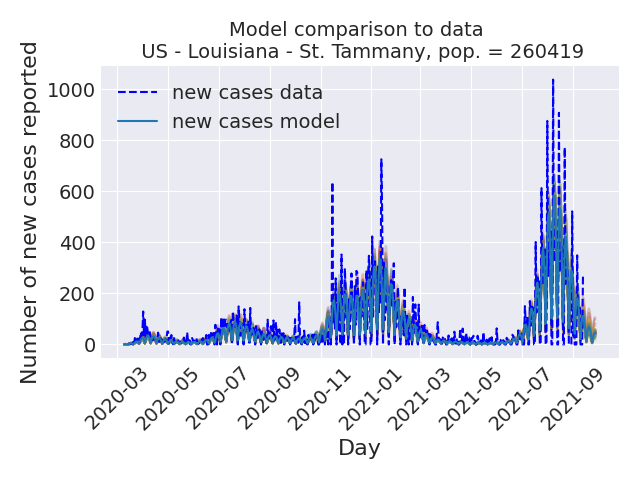 Model comparison to data
US - Louisiana - St. Tammany, pop. = 260419
Number of new cases reported
1000
800
600
400
200
0
new cases data
new cases model
2020-03
2020-05
2020-07
2020-09
2020-11
2021-01
2021-03
2021-05
2021-07
2021-09
Day